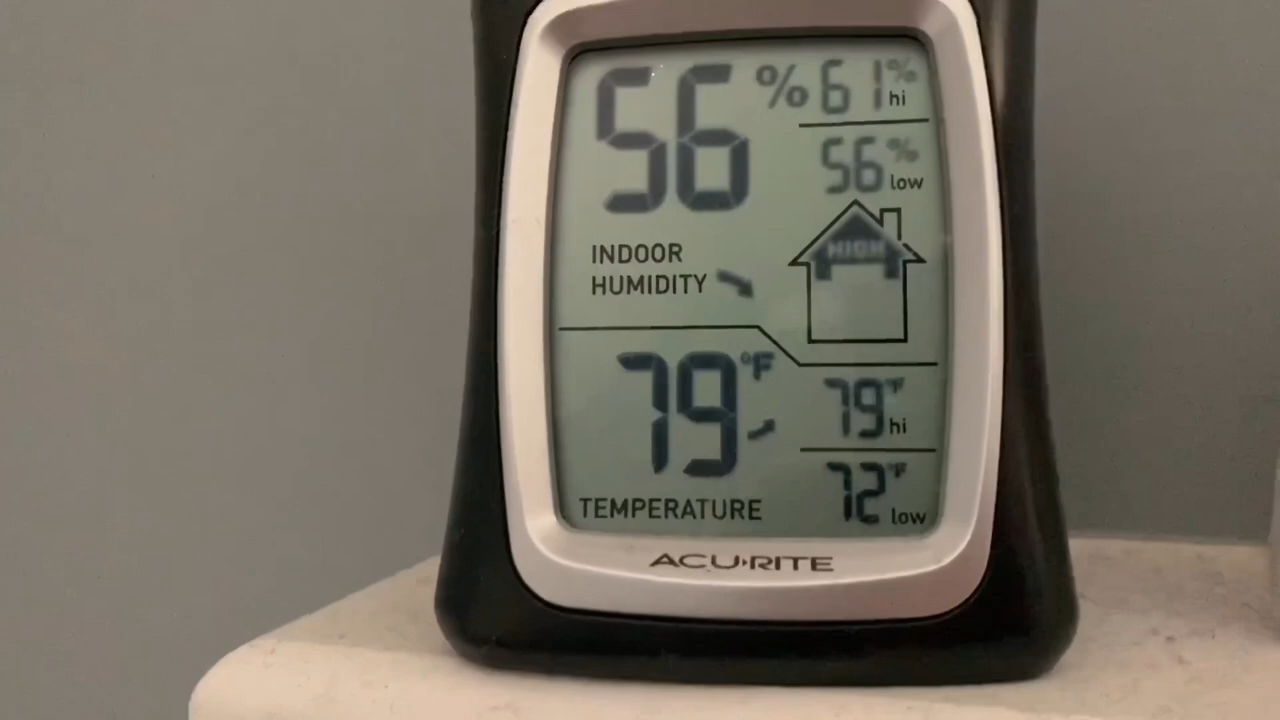 56 % 61% hi
56% low
HIGH
INDOOR
HUMIDITY
79 °F 79°F hi
72°F low
TEMPERATURE
ACU RITE